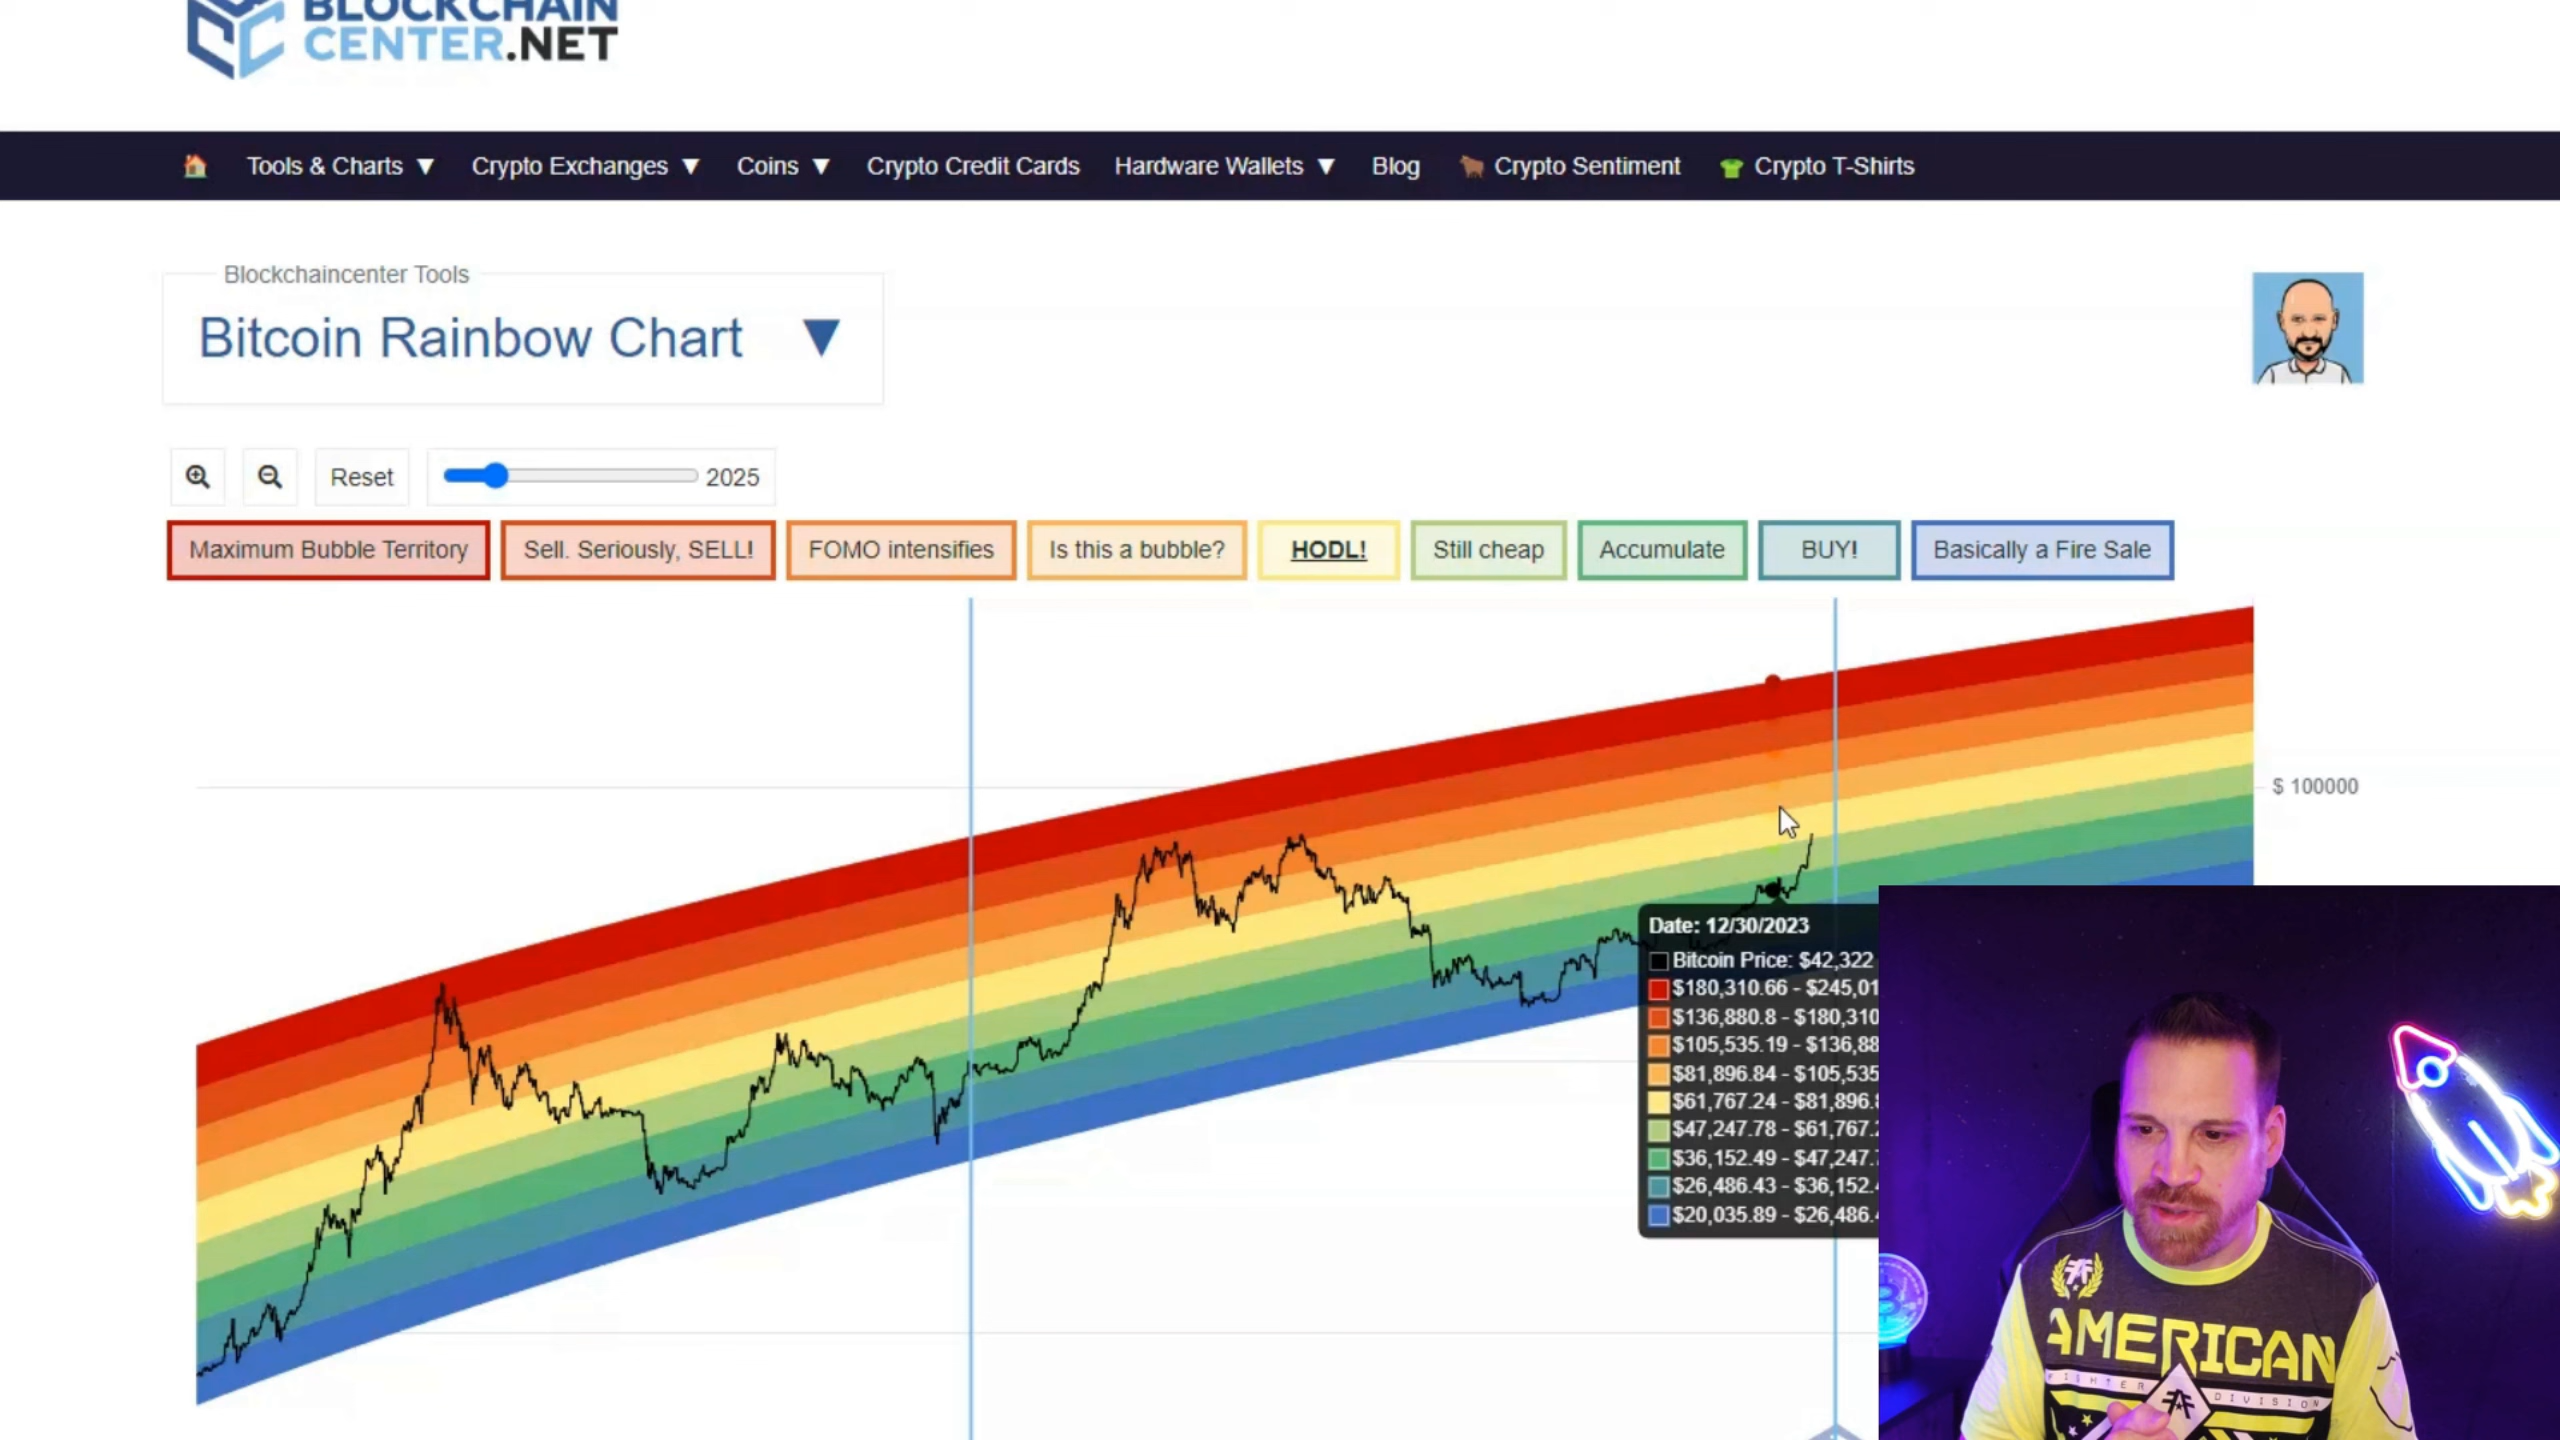 BLOCKCHAIN
CENTER.NET
Tools & Charts ▼ Crypto Exchanges ▼ Coins ▼ Crypto Credit Cards Hardware Wallets ▼ Blog Crypto Sentiment Crypto T-Shirts
Blockchaincenter Tools
Bitcoin Rainbow Chart ▼
Reset 2025
Maximum Bubble Territory Sell. Seriously, SELL! FOMO intensifies Is this a bubble? HODL! Still cheap Accumulate BUY! Basically a Fire Sale
$ 100000
Date: 12/30/2023
Bitcoin Price: $42,322
$180,310.66 - $245,01
$136,880.8 - $180,310
$105,535.19 - $136,88
$81,896.84 - $105,535
$61,767.24 - $81,896.
$47,247.78 - $61,767.
$36,152.49 - $47,247.
$26,486.43 - $36,152.
$20,035.89 - $26,486.
AMERICAN
FIGHTER DIVISION